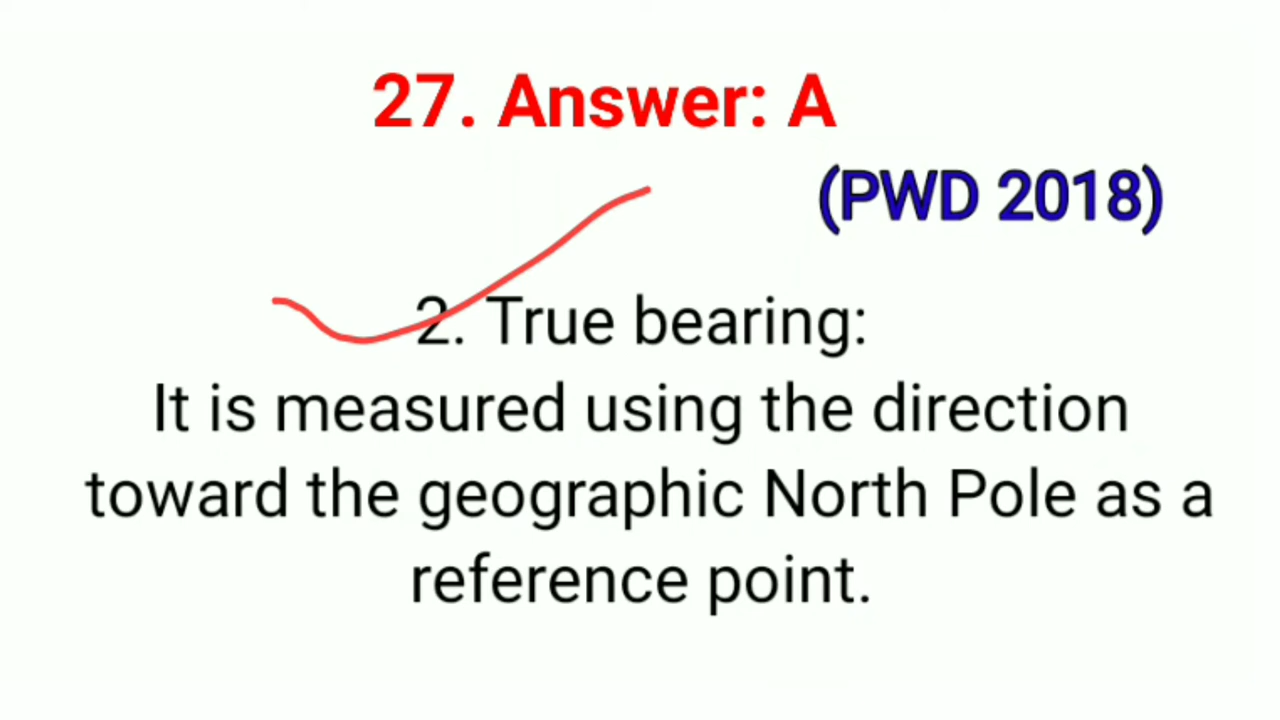 27. Answer: A
(PWD 2018)
2. True bearing:
It is measured using the direction
toward the geographic North Pole as a
reference point.